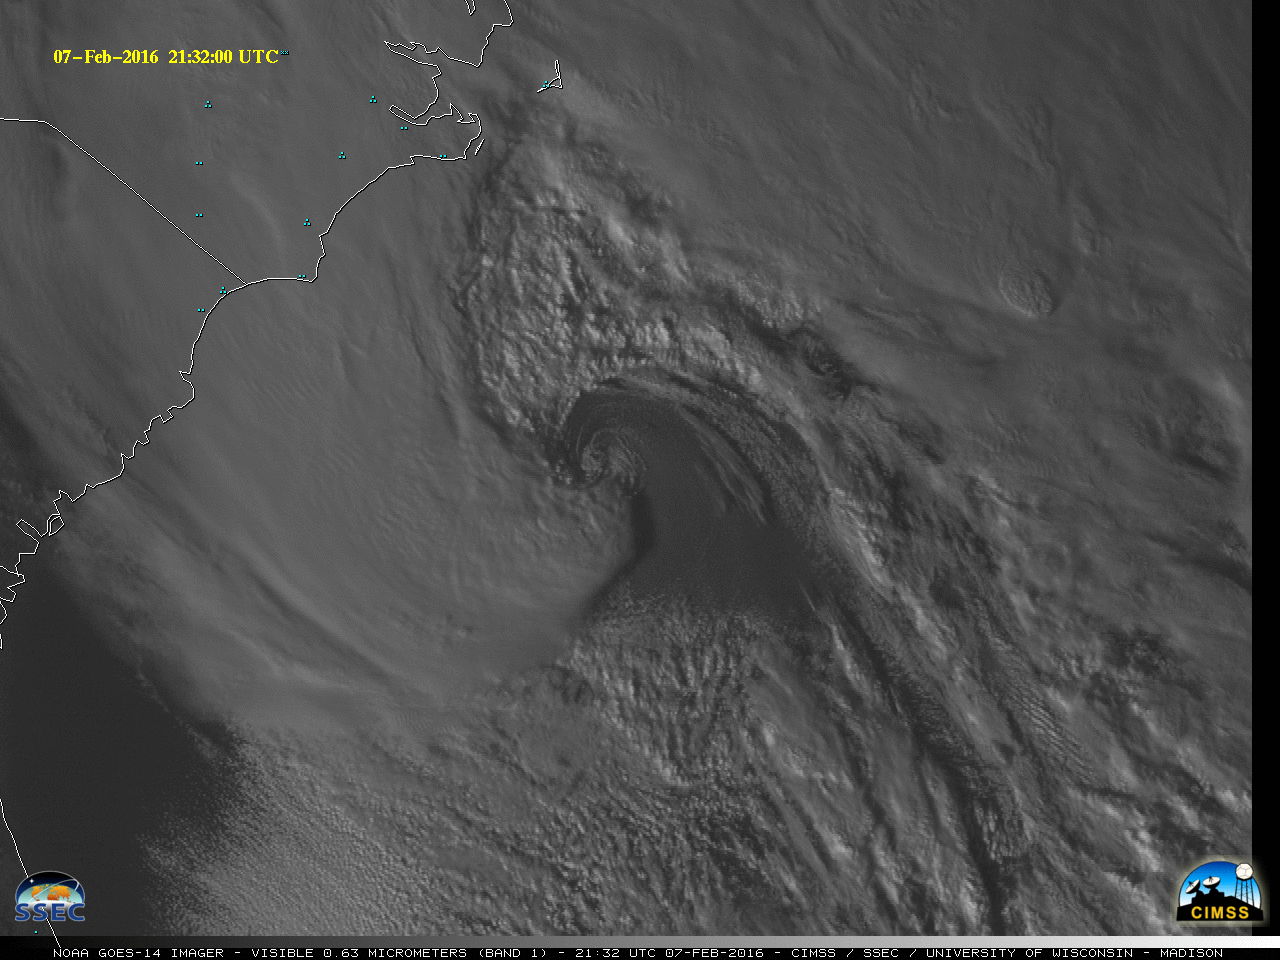 07-Feb-2016 21:32:00 UTC
SSEC
CIMSS
NOAA GOES-14 IMAGER - VISIBLE 0.63 MICROMETERS (BAND 1) - 21:32 UTC 07-FEB-2016 - CIMSS / SSEC / UNIVERSITY OF WISCONSIN - MADISON